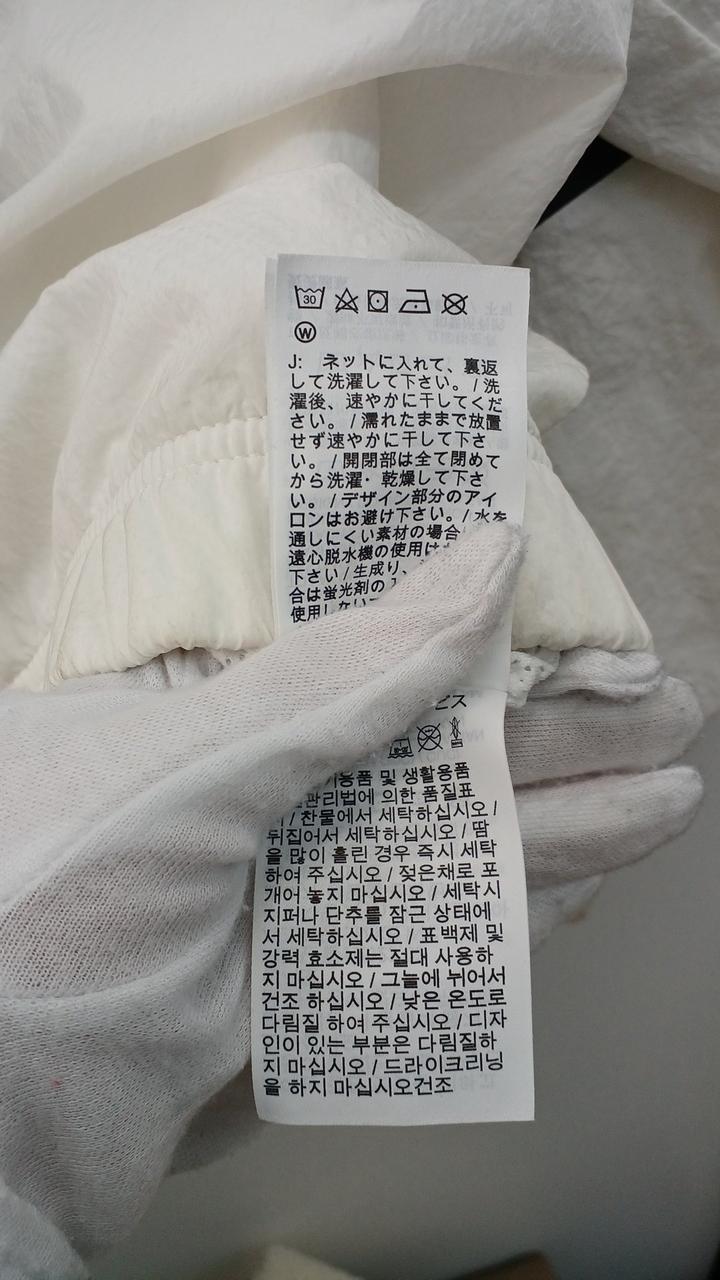 30
W
J: ネットに入れて、裏返
して洗濯して下さい。/ 洗
濯後、速やかに干してくだ
さい。/ 濡れたままで放置
せず速やかに干して下さ
い。/ 開閉部は全て閉めて
から洗濯・乾燥して下さ
い。/ デザイン部分のアイ
ロンはお避け下さい。/ 水を
通しにくい素材の場合
遠心脱水機の使用は
下さい / 生成り、
合は蛍光剤の
使用しない
ビス
용품 및 생활용품
관리법에 의한 품질표
/ 찬물에서 세탁하십시오 /
뒤집어서 세탁하십시오 / 땀
을 많이 흘린 경우 즉시 세탁
하여 주십시오 / 젖은채로 포
개어 놓지 마십시오 / 세탁시
지퍼나 단추를 잠근 상태에
서 세탁하십시오 / 표백제 및
강력 효소제는 절대 사용하
지 마십시오 / 그늘에 뉘어서
건조 하십시오 / 낮은 온도로
다림질 하여 주십시오 / 디자
인이 있는 부분은 다림질하
지 마십시오 / 드라이크리닝
을 하지 마십시오건조